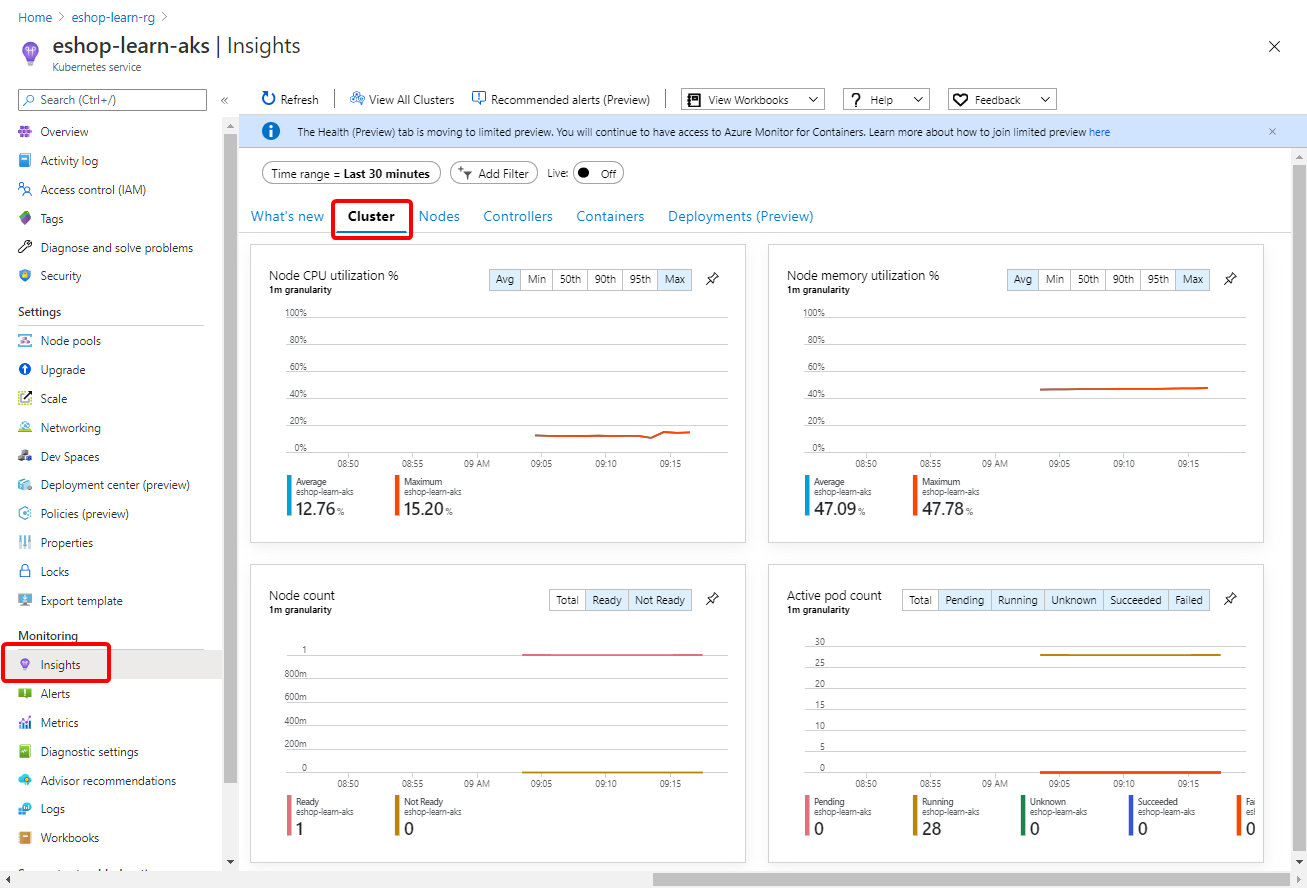 Home > eshop-learn-rg >
eshop-learn-aks | Insights
Kubernetes service
Search (Ctrl+/)
«
Refresh
View All Clusters
Recommended alerts (Preview)
View Workbooks
Help
Feedback
The Health (Preview) tab is moving to limited preview. You will continue to have access to Azure Monitor for Containers. Learn more about how to join limited preview here
Time range = Last 30 minutes
Add Filter
Live: Off
What's new
Cluster
Nodes
Controllers
Containers
Deployments (Preview)
Overview
Activity log
Access control (IAM)
Tags
Diagnose and solve problems
Security
Settings
Node pools
Upgrade
Scale
Networking
Dev Spaces
Deployment center (preview)
Policies (preview)
Properties
Locks
Export template
Monitoring
Insights
Alerts
Metrics
Diagnostic settings
Advisor recommendations
Logs
Workbooks
Node CPU utilization %
1m granularity
Avg Min 50th 90th 95th Max
100%
80%
60%
40%
20%
0%
08:50 08:55 09 AM 09:05 09:10 09:15
Average
eshop-learn-aks
12.76 %
Maximum
eshop-learn-aks
15.20 %
Node memory utilization %
1m granularity
Avg Min 50th 90th 95th Max
100%
80%
60%
40%
20%
0%
08:50 08:55 09 AM 09:05 09:10 09:15
Average
eshop-learn-aks
47.09 %
Maximum
eshop-learn-aks
47.78 %
Node count
1m granularity
Total Ready Not Ready
1
800m
600m
400m
200m
0
08:50 08:55 09 AM 09:05 09:10 09:15
Ready
eshop-learn-aks
1
Not Ready
eshop-learn-aks
0
Active pod count
1m granularity
Total Pending Running Unknown Succeeded Failed
30
25
20
15
10
5
0
08:50 08:55 09 AM 09:05 09:10 09:15
Pending
eshop-learn-aks
0
Running
eshop-learn-aks
28
Unknown
eshop-learn-aks
0
Succeeded
eshop-learn-aks
0
Fai
esh
0